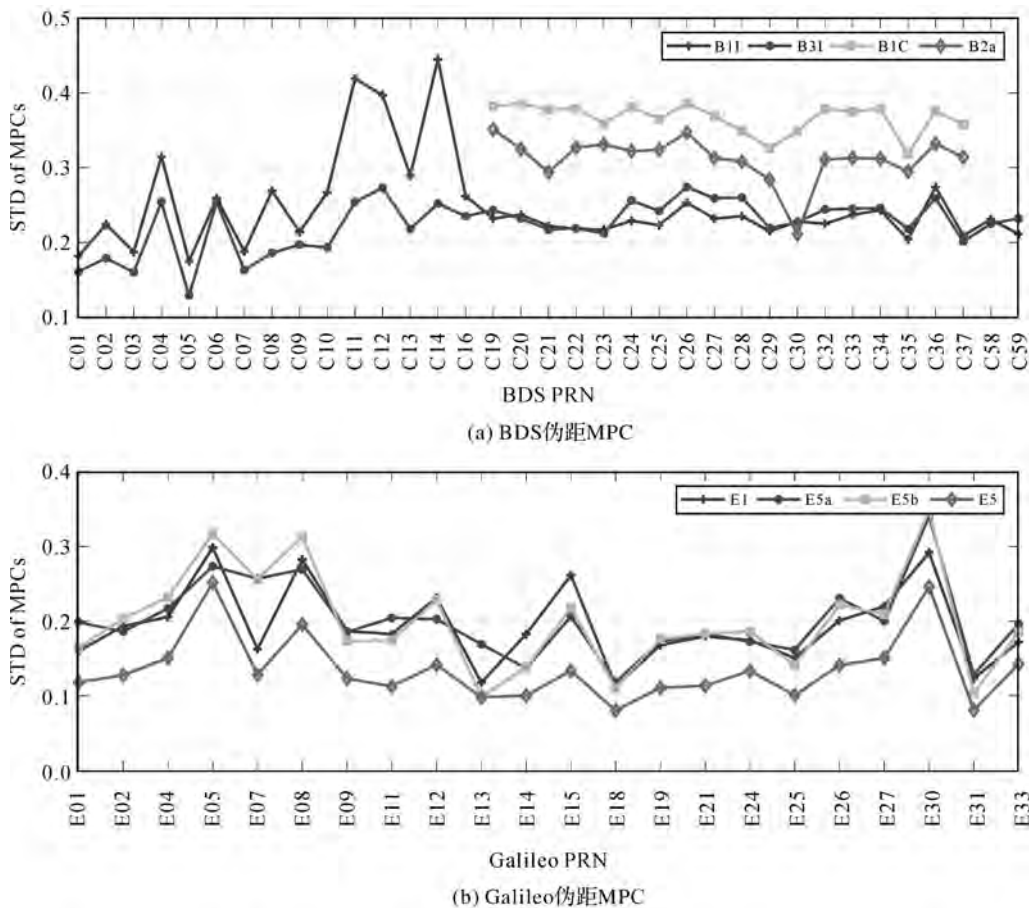 0.5
0.4
0.3
0.2
0.1
STD of MPCs
B1I B3I B1C B2a
C01 C02 C03 C04 C05 C06 C07 C08 C09 C10 C11 C12 C13 C14 C16 C19 C20 C21 C22 C23 C24 C25 C26 C27 C28 C29 C30 C32 C33 C34 C35 C36 C37 C58 C59
BDS PRN
(a) BDS伪距MPC
0.4
0.3
0.2
0.1
0.0
STD of MPCs
E1 E5a E5b E5
E01 E02 E04 E05 E07 E08 E09 E11 E12 E13 E14 E15 E18 E19 E21 E24 E25 E26 E27 E30 E31 E33
Galileo PRN
(b) Galileo伪距MPC